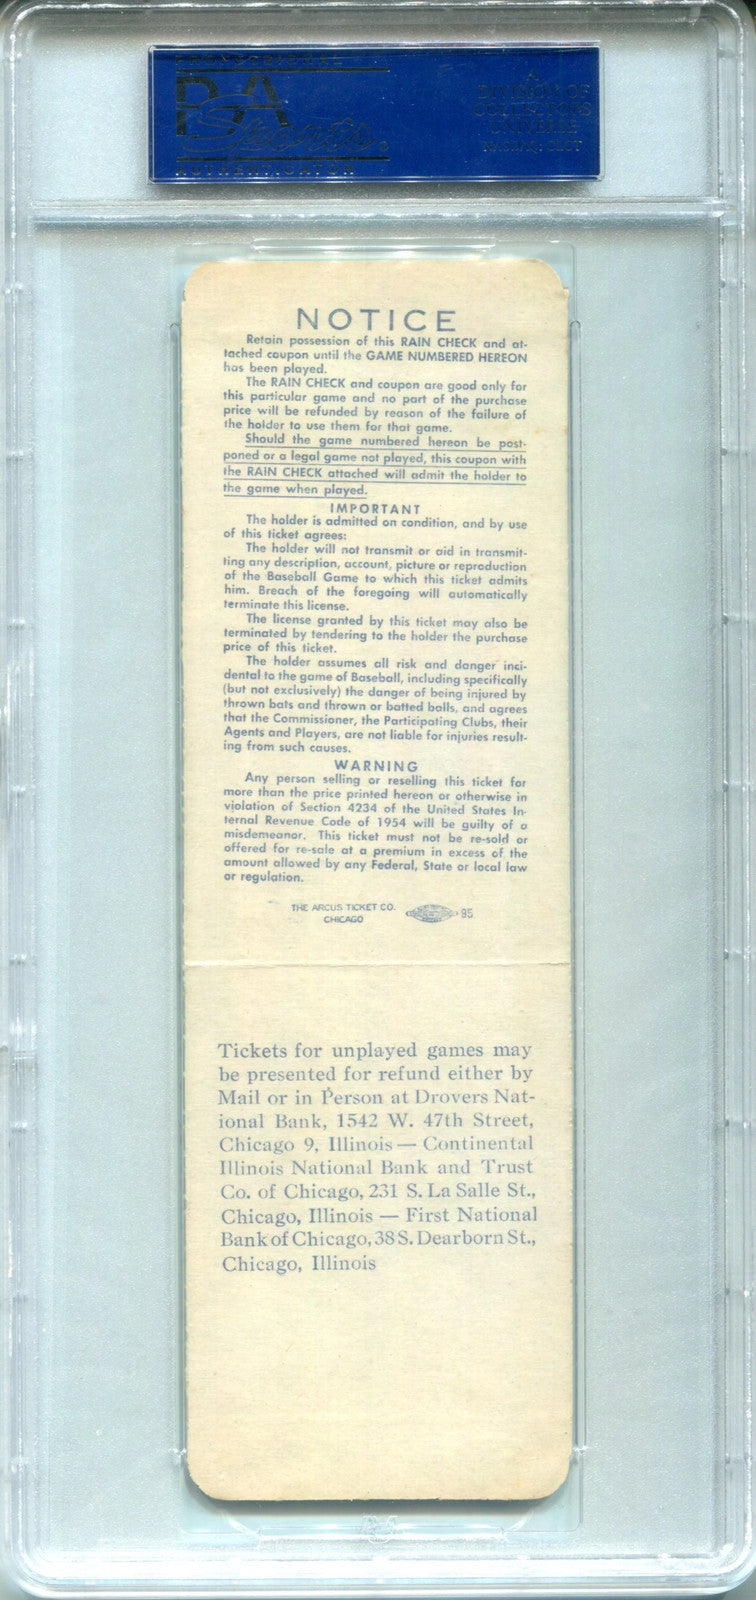 PROFESSIONAL
PSA
Sports
AUTHENTICATOR
A
DIVISION OF
COLLECTORS
UNIVERSE
NASDAQ: CLCT
NOTICE
Retain possession of this RAIN CHECK and at-
tached coupon until the GAME NUMBERED HEREON
has been played.
The RAIN CHECK and coupon are good only for
this particular game and no part of the purchase
price will be refunded by reason of the failure of
the holder to use them for that game.
Should the game numbered hereon be post-
poned or a legal game not played, this coupon with
the RAIN CHECK attached will admit the holder to
the game when played.
IMPORTANT
The holder is admitted on condition, and by use
of this ticket agrees:
The holder will not transmit or aid in transmit-
ting any description, account, picture or reproduction
of the Baseball Game to which this ticket admits
him. Breach of the foregoing will automatically
terminate this license.
The license granted by this ticket may also be
terminated by tendering to the holder the purchase
price of this ticket.
The holder assumes all risk and danger inci-
dental to the game of Baseball, including specifically
(but not exclusively) the danger of being injured by
thrown bats and thrown or batted balls, and agrees
that the Commissioner, the Participating Clubs, their
Agents and Players, are not liable for injuries result-
ing from such causes.
WARNING
Any person selling or reselling this ticket for
more than the price printed hereon or otherwise in
violation of Section 4234 of the United States In-
ternal Revenue Code of 1954 will be guilty of a
misdemeanor. This ticket must not be re-sold or
offered for re-sale at a premium in excess of the
amount allowed by any Federal, State or local law
or regulation.
THE ARCUS TICKET CO.
CHICAGO
95
Tickets for unplayed games may
be presented for refund either by
Mail or in Person at Drovers Nat-
ional Bank, 1542 W. 47th Street,
Chicago 9, Illinois — Continental
Illinois National Bank and Trust
Co. of Chicago, 231 S. La Salle St.,
Chicago, Illinois — First National
Bank of Chicago, 38 S. Dearborn St.,
Chicago, Illinois